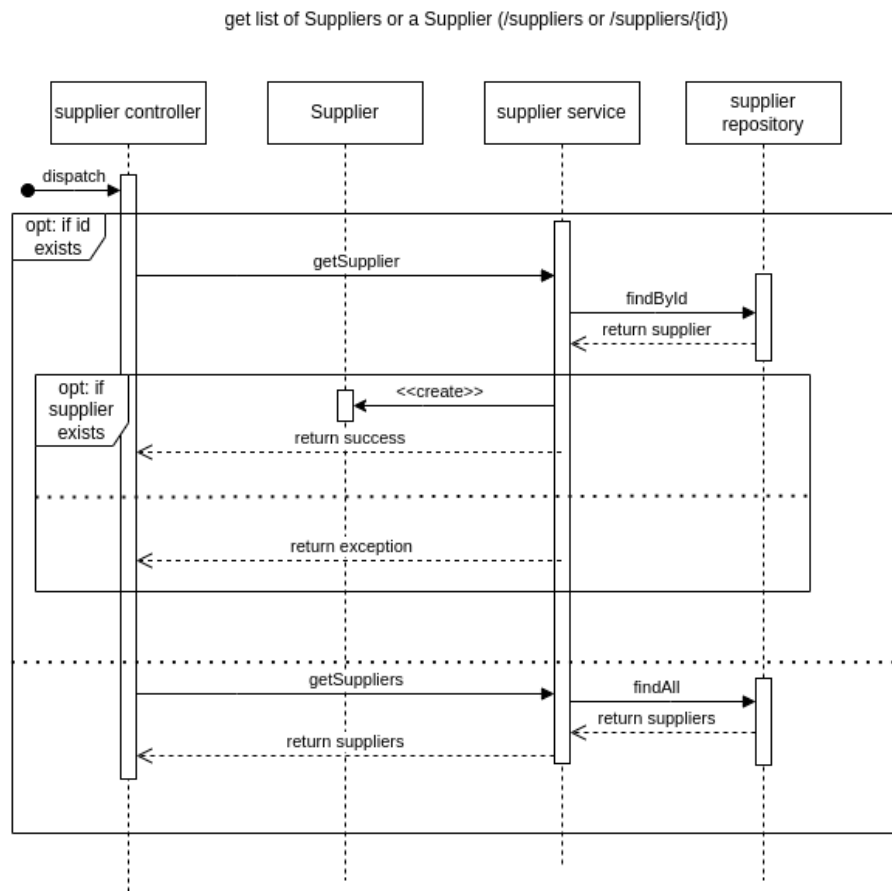 get list of Suppliers or a Supplier (/suppliers or /suppliers/{id})
supplier controller
Supplier
supplier service
supplier
repository
dispatch
opt: if id
exists
getSupplier
findById
return supplier
opt: if
supplier
exists
<<create>>
return success
return exception
getSuppliers
findAll
return suppliers
return suppliers